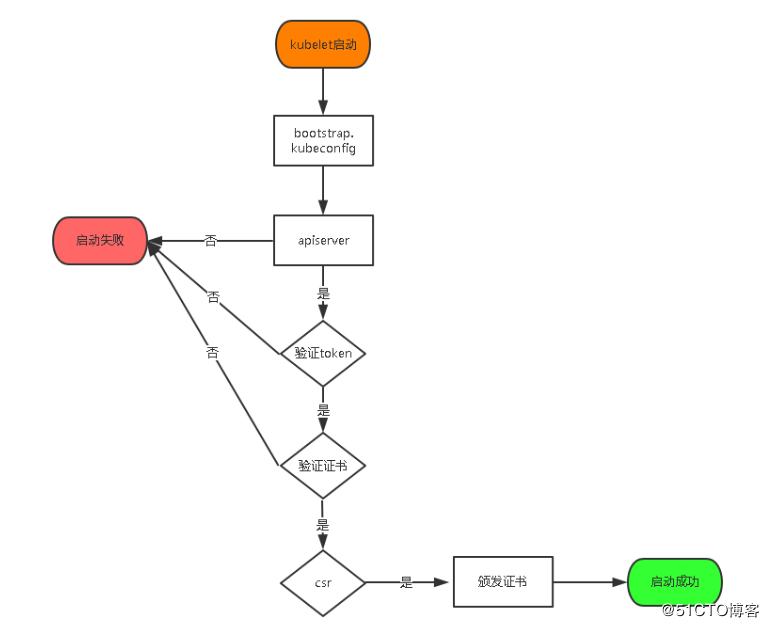 kubelet启动
bootstrap.
kubeconfig
启动失败
否
apiserver
是
否
验证token
否
是
验证证书
是
csr
是
颁发证书
启动成功
@51CTO博客